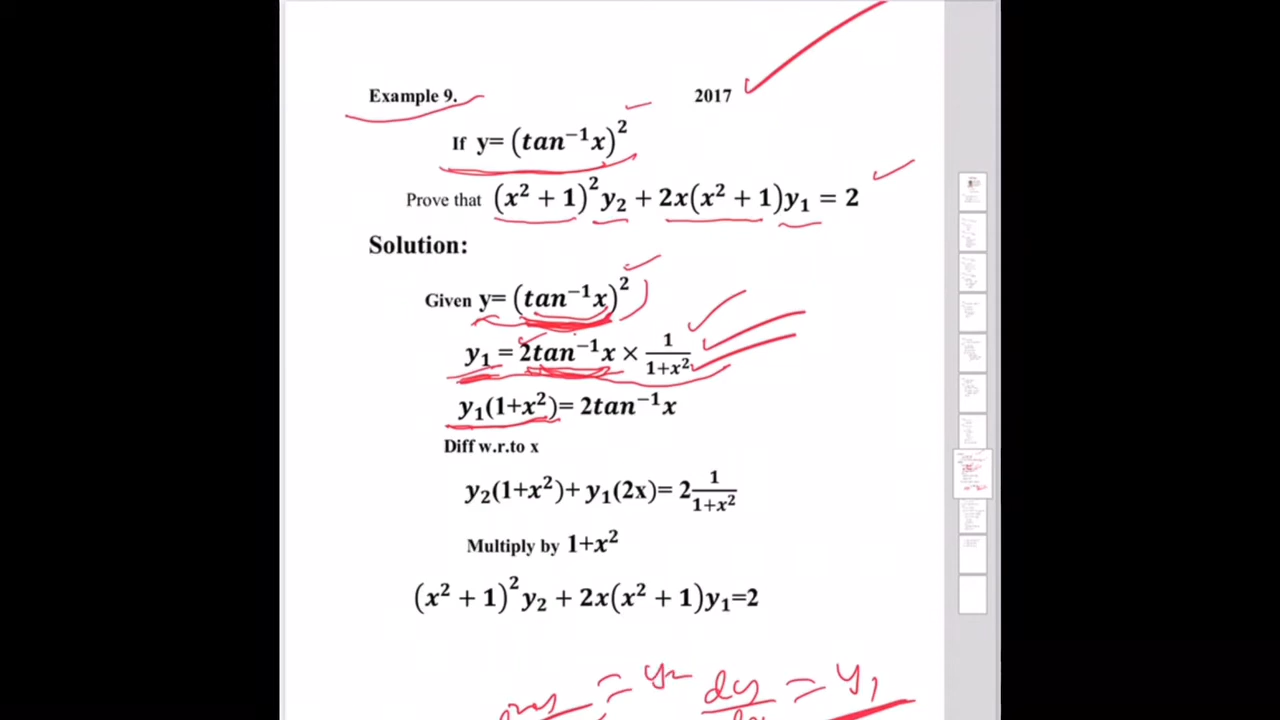 Example 9. 2017
If y= (tan⁻¹x)²
Prove that (x² + 1)²y₂ + 2x(x² + 1)y₁ = 2
Solution:
Given y= (tan⁻¹x)²
y₁ = 2tan⁻¹x × 1/(1+x²)
y₁(1+x²)= 2tan⁻¹x
Diff w.r.to x
y₂(1+x²)+ y₁(2x)= 2 1/(1+x²)
Multiply by 1+x²
(x² + 1)²y₂ + 2x(x² + 1)y₁=2
= y₂ dy/dx = y₁